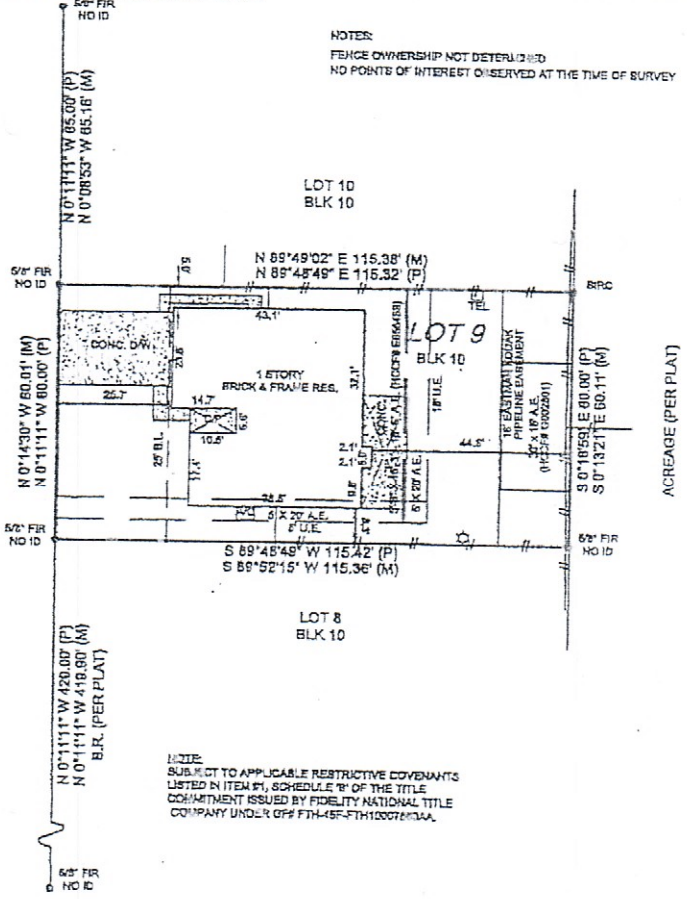 5/8" FIR
NO ID
NOTES:
FENCE OWNERSHIP NOT DETERMINED
NO POINTS OF INTEREST OBSERVED AT THE TIME OF SURVEY
N 0°11'11" W 65.00' (P)
N 0°08'53" W 65.16' (M)
LOT 10
BLK 10
N 89°49'02" E 115.38' (M)
N 89°48'49" E 115.32' (P)
5/8" FIR
NO ID
5.0'
SIRC
TEL
43.1'
CONC. D/W
LOT 9
BLK 10
1 STORY
BRICK & FRAME RES.
32.1'
25.7'
14.7'
10.5'
25' B.L.
2.1'
2.1'
CONC.
16' U.E.
16' EASTMAN KODAK
PIPELINE EASEMENT
44.5'
5' X 20' A.E.
N 0°14'30" W 60.01' (M)
N 0°11'11" W 60.00' (P)
S 0°18'59" E 60.00' (P)
S 0°13'21" E 60.11' (M)
ACREAGE (PER PLAT)
A/C
5' X 20' A.E.
U.E.
5/8" FIR
NO ID
5/8" FIR
NO ID
S 89°48'49" W 115.42' (P)
S 89°52'15" W 115.36' (M)
LOT 8
BLK 10
N 0°11'11" W 420.00' (P)
N 0°11'11" W 419.90' (M)
B.R. (PER PLAT)
NOTE:
SUBJECT TO APPLICABLE RESTRICTIVE COVENANTS
LISTED IN ITEM #1, SCHEDULE "B" OF THE TITLE
COMMITMENT ISSUED BY FIDELITY NATIONAL TITLE
COMPANY UNDER GF#
5/8" FIR
NO ID